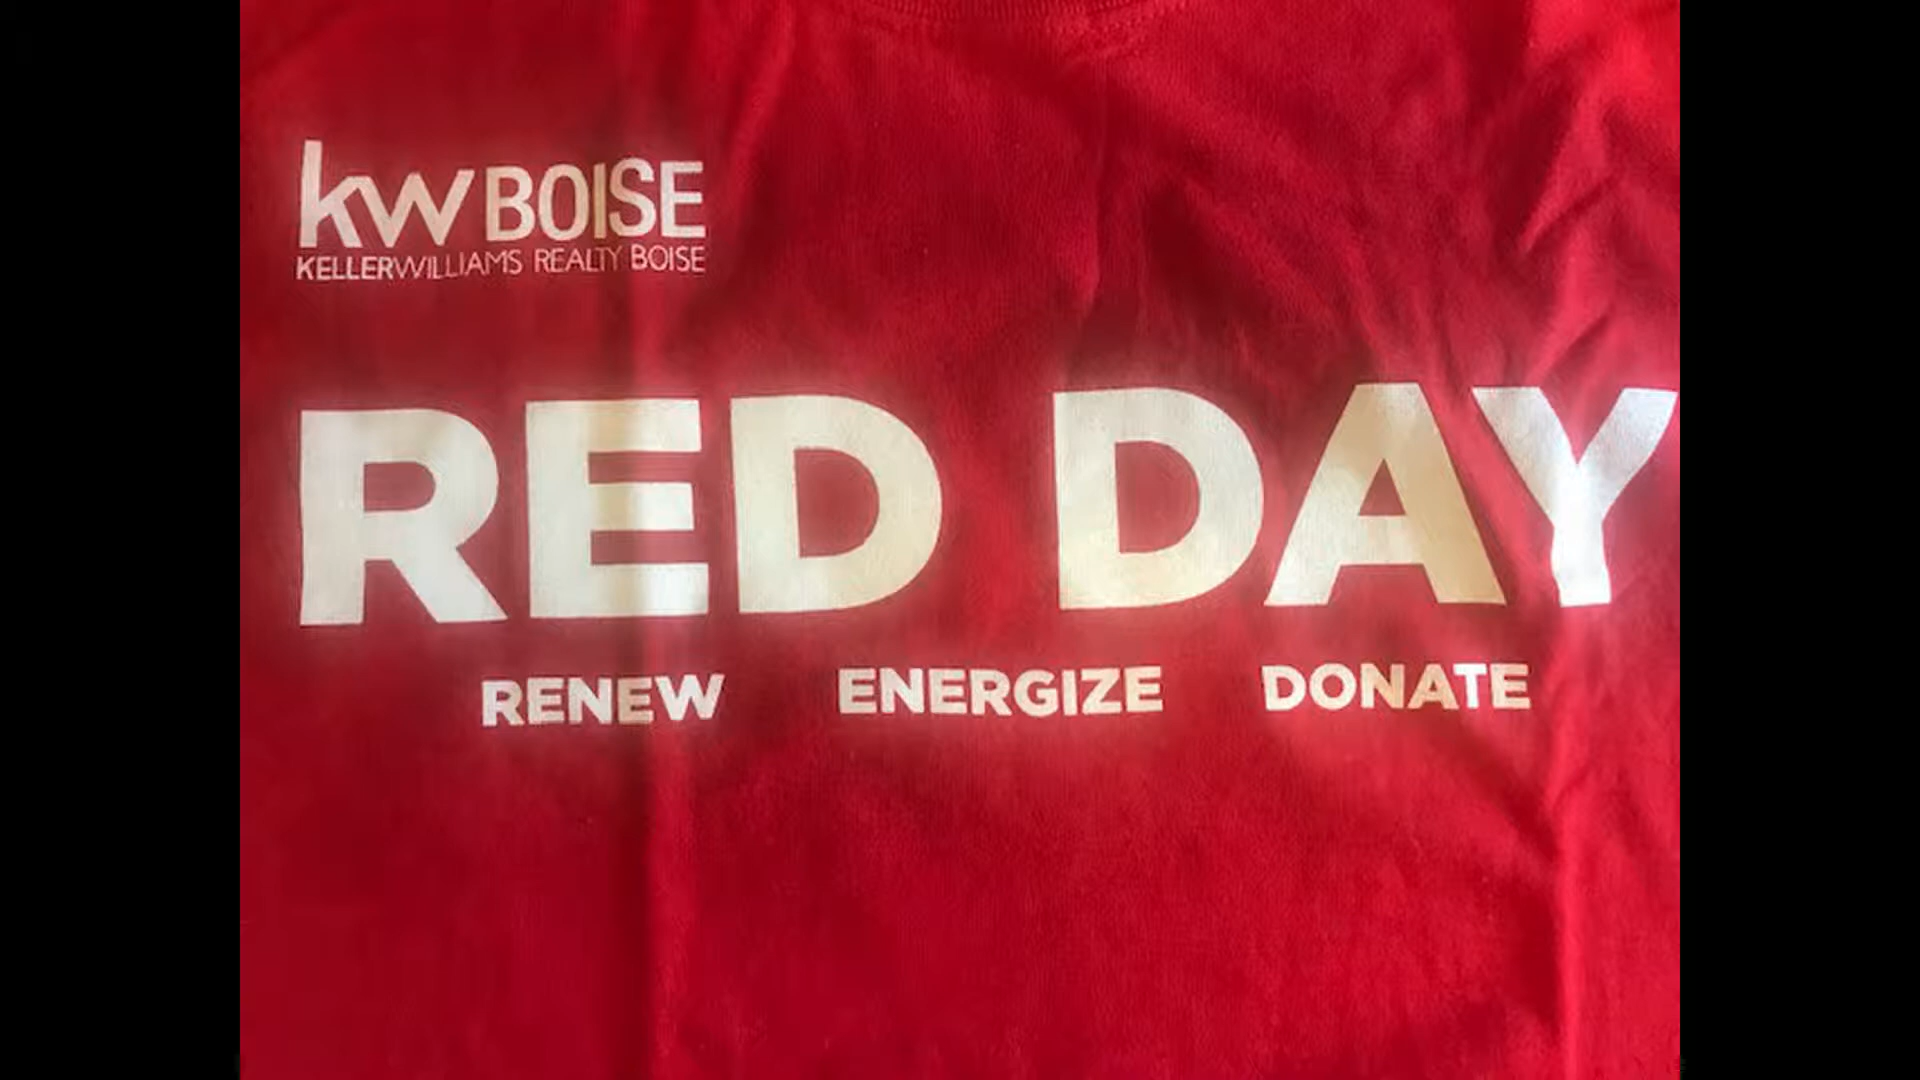 kw BOISE
KELLERWILLIAMS REALTY BOISE
RED DAY
RENEW ENERGIZE DONATE